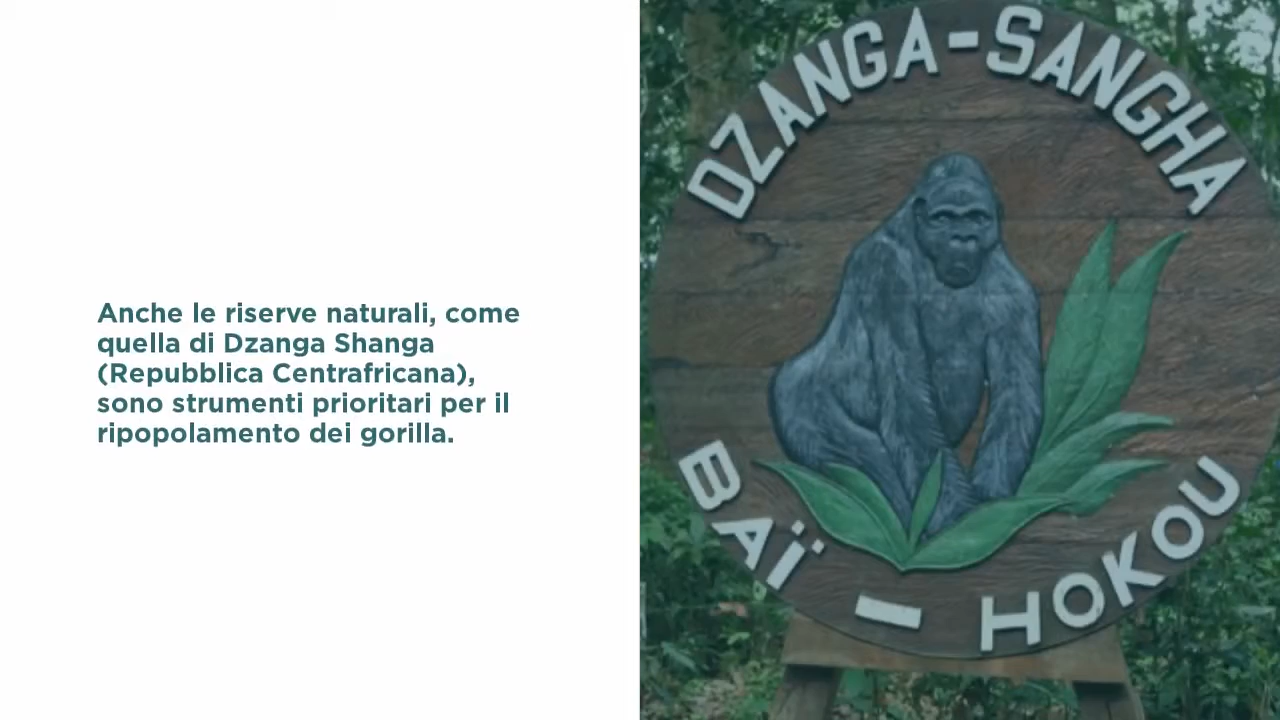 Anche le riserve naturali, come
quella di Dzanga Shanga
(Repubblica Centrafricana),
sono strumenti prioritari per il
ripopolamento dei gorilla.
DZANGA-SANGHA
BAÏ - HOKOU